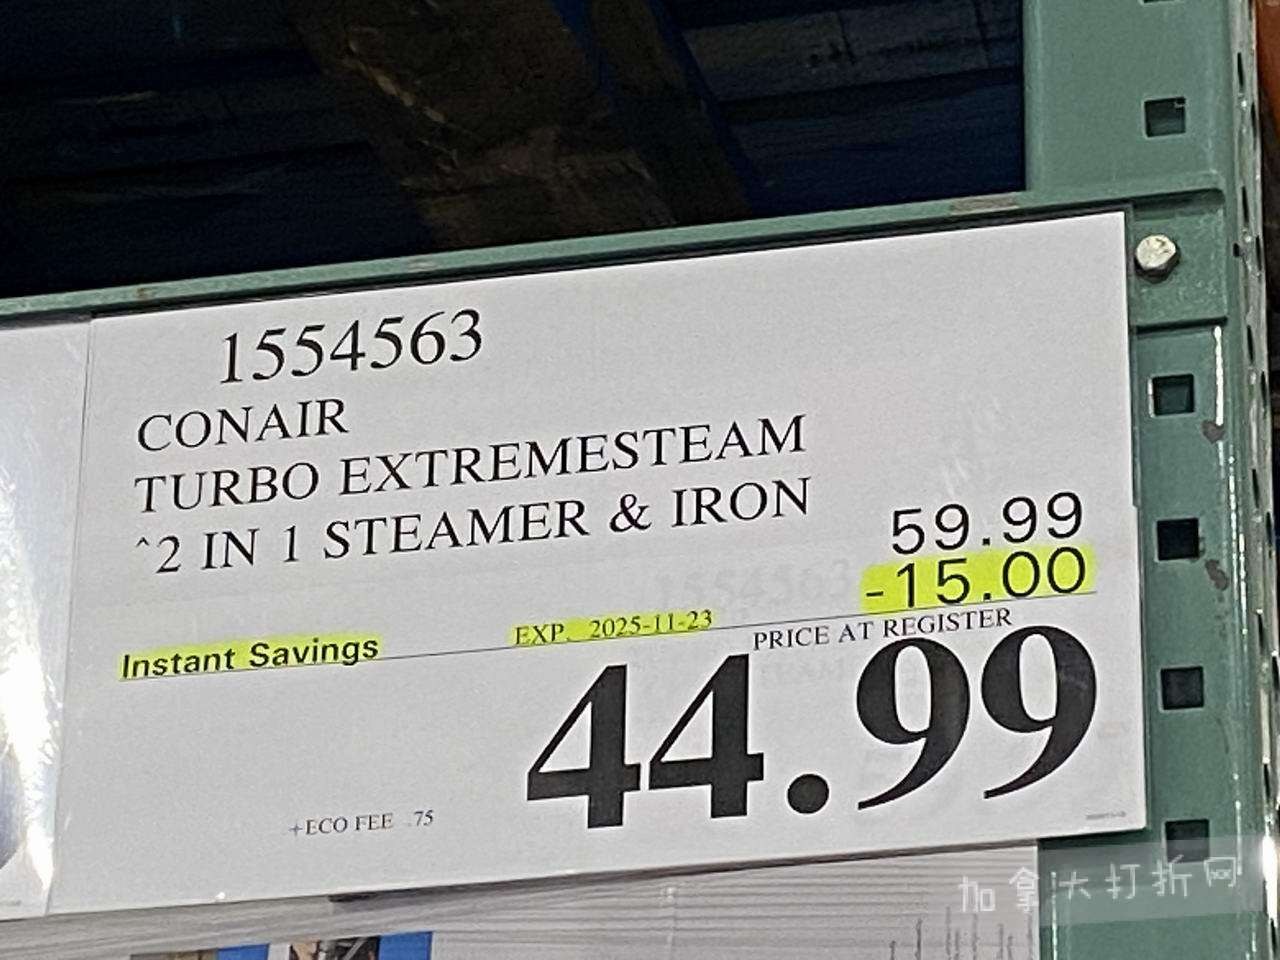 1554563
CONAIR
TURBO EXTREMESTEAM
^2 IN 1 STEAMER & IRON
59.99
-15.00
Instant Savings EXP. 2025-11-23
PRICE AT REGISTER
44.99
+ECO FEE .75
加拿大打折网